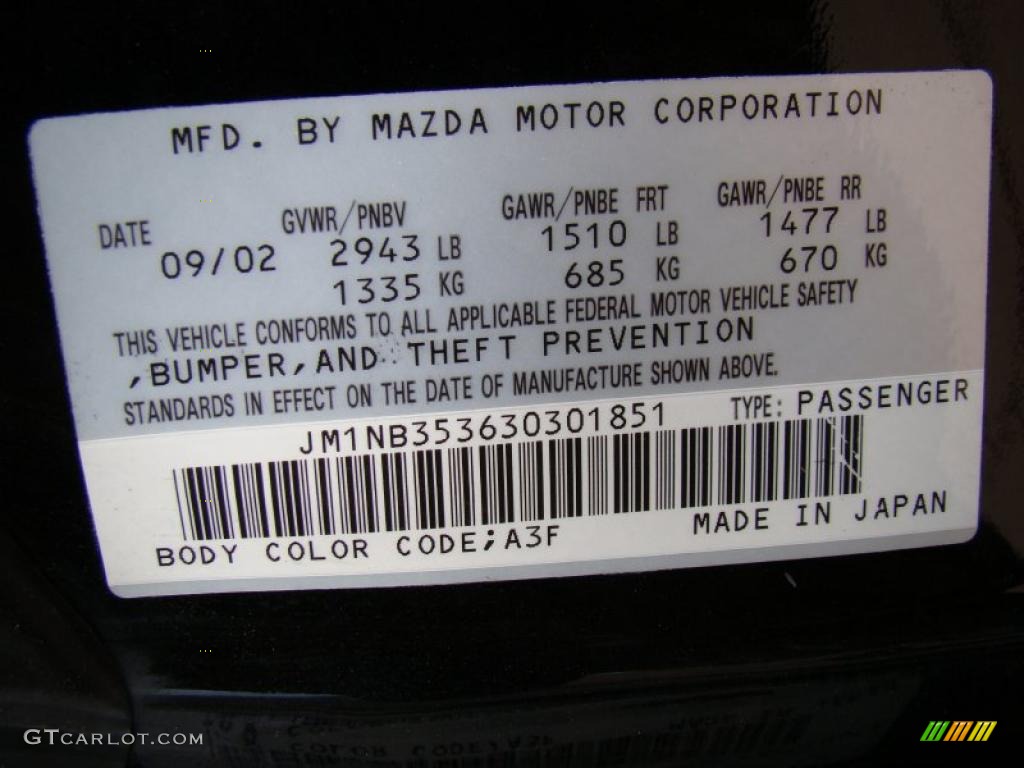 MFD. BY MAZDA MOTOR CORPORATION
DATE GVWR/PNBV GAWR/PNBE FRT GAWR/PNBE RR
09/02 2943 LB 1510 LB 1477 LB
1335 KG 685 KG 670 KG
THIS VEHICLE CONFORMS TO ALL APPLICABLE FEDERAL MOTOR VEHICLE SAFETY
,BUMPER,AND THEFT PREVENTION
STANDARDS IN EFFECT ON THE DATE OF MANUFACTURE SHOWN ABOVE.
JM1NB353630301851 TYPE: PASSENGER
BODY COLOR CODE;A3F MADE IN JAPAN
GTCARLOT.COM